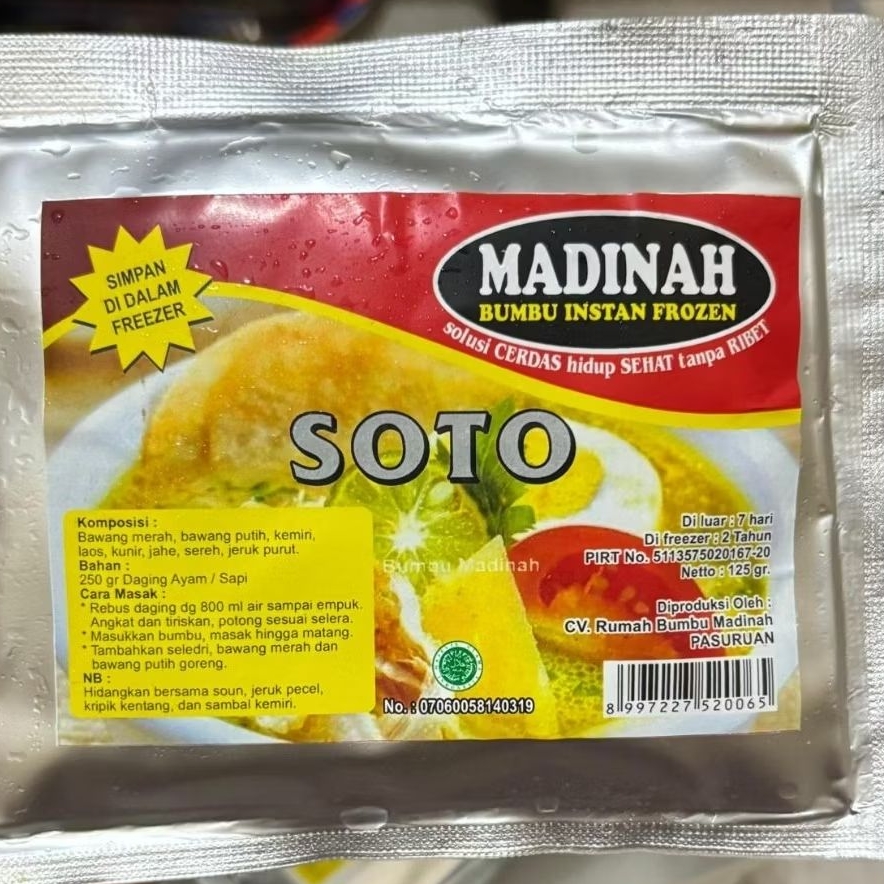 SIMPAN
DI DALAM
FREEZER
MADINAH
BUMBU INSTAN FROZEN
solusi CERDAS hidup SEHAT tanpa RIBET
SOTO
Komposisi :
Bawang merah, bawang putih, kemiri,
laos, kunir, jahe, sereh, jeruk purut.
Bahan :
250 gr Daging Ayam / Sapi
Cara Masak :
* Rebus daging dg 800 ml air sampai empuk.
Angkat dan tiriskan, potong sesuai selera.
* Masukkan bumbu, masak hingga matang.
* Tambahkan seledri, bawang merah dan
bawang putih goreng.
NB :
Hidangkan bersama soun, jeruk pecel,
kripik kentang, dan sambal kemiri.
Bumbu Madinah
No. : 07060058140319
Di luar : 7 hari
Di freezer : 2 Tahun
PIRT No. 5113575020167-20
Netto : 125 gr.
Diproduksi Oleh :
CV. Rumah Bumbu Madinah
PASURUAN
8 997227 520065